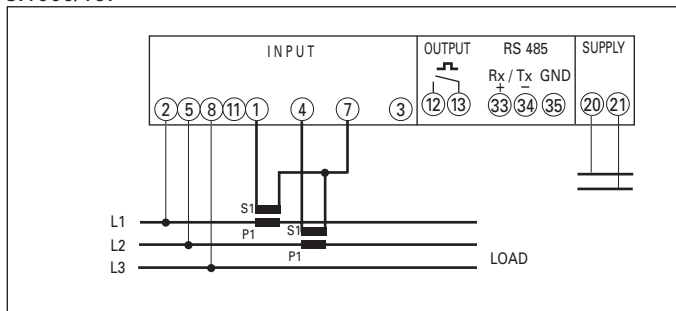 INPUT OUTPUT RS 485 SUPPLY
Rx / Tx GND
+ −
2 5 8 11 1 4 7 3 12 13 33 34 35 20 21
S1
L1
P1 S1
L2
P1
LOAD
L3